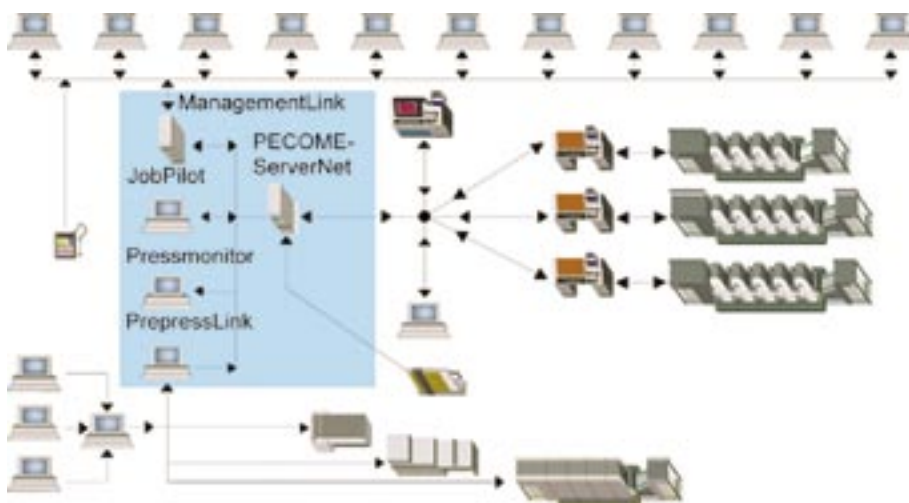 ManagementLink
PECOME-
ServerNet
JobPilot
Pressmonitor
PrepressLink